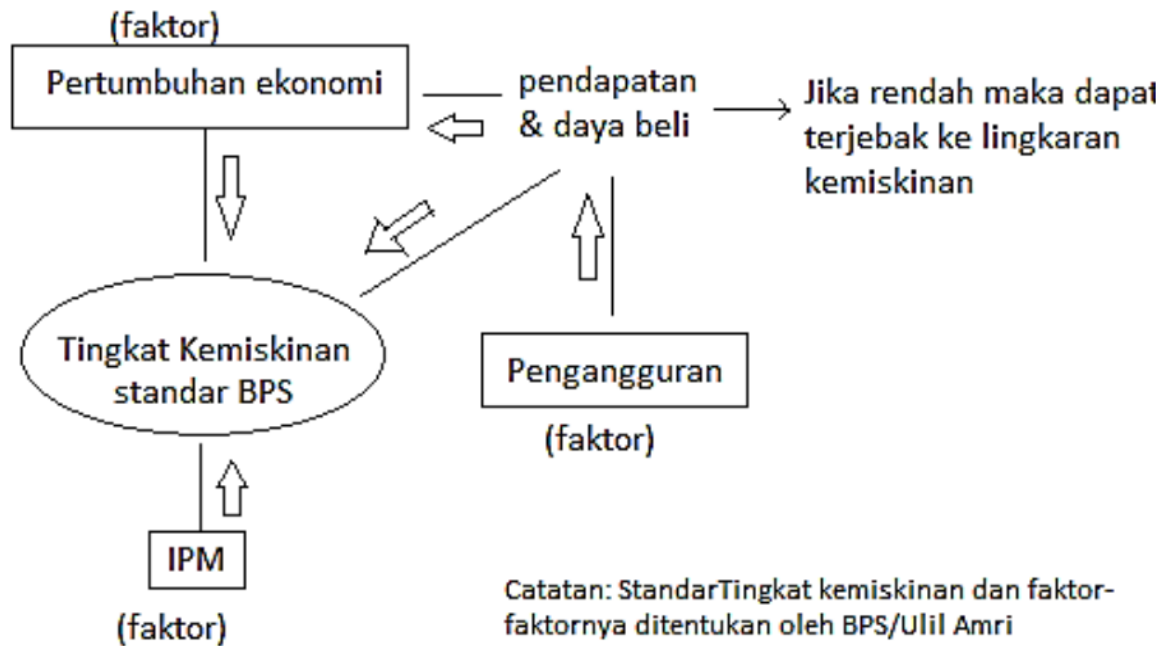 (faktor)
Pertumbuhan ekonomi
pendapatan
& daya beli
Jika rendah maka dapat
terjebak ke lingkaran
kemiskinan
Tingkat Kemiskinan
standar BPS
Pengangguran
(faktor)
IPM
(faktor)
Catatan: StandarTingkat kemiskinan dan faktor-
faktornya ditentukan oleh BPS/Ulil Amri